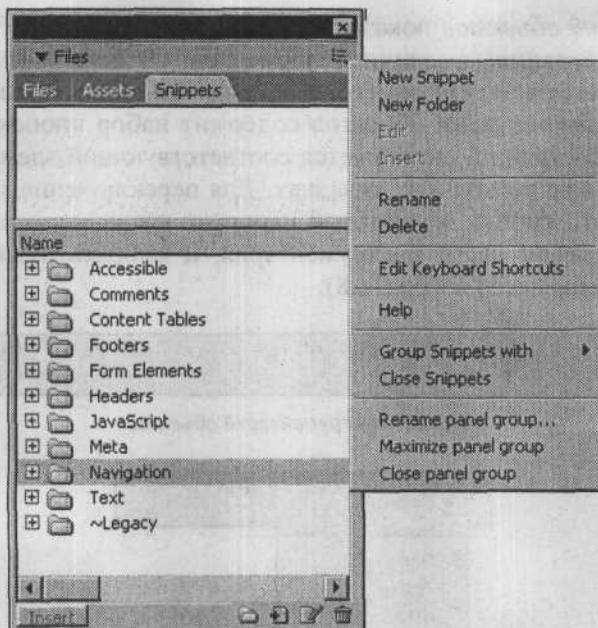 Files
Files Assets Snippets
Name
Accessible
Comments
Content Tables
Footers
Form Elements
Headers
JavaScript
Meta
Navigation
Text
~Legacy
Insert
New Snippet
New Folder
Edit
Insert
Rename
Delete
Edit Keyboard Shortcuts
Help
Group Snippets with
Close Snippets
Rename panel group...
Maximize panel group
Close panel group